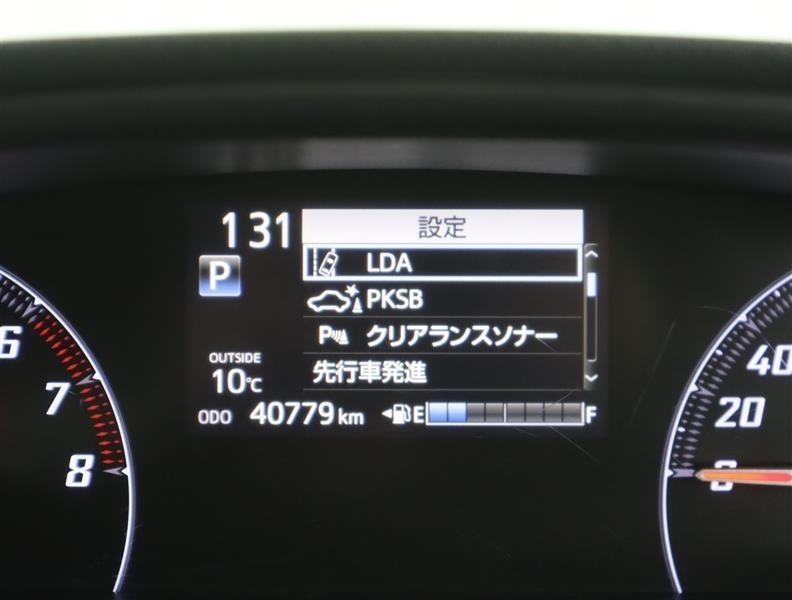 131
設定
P
LDA
PKSB
P クリアランスソナー
先行車発進
OUTSIDE
10℃
ODO 40779 km
E F
6
7
8
40
20
0